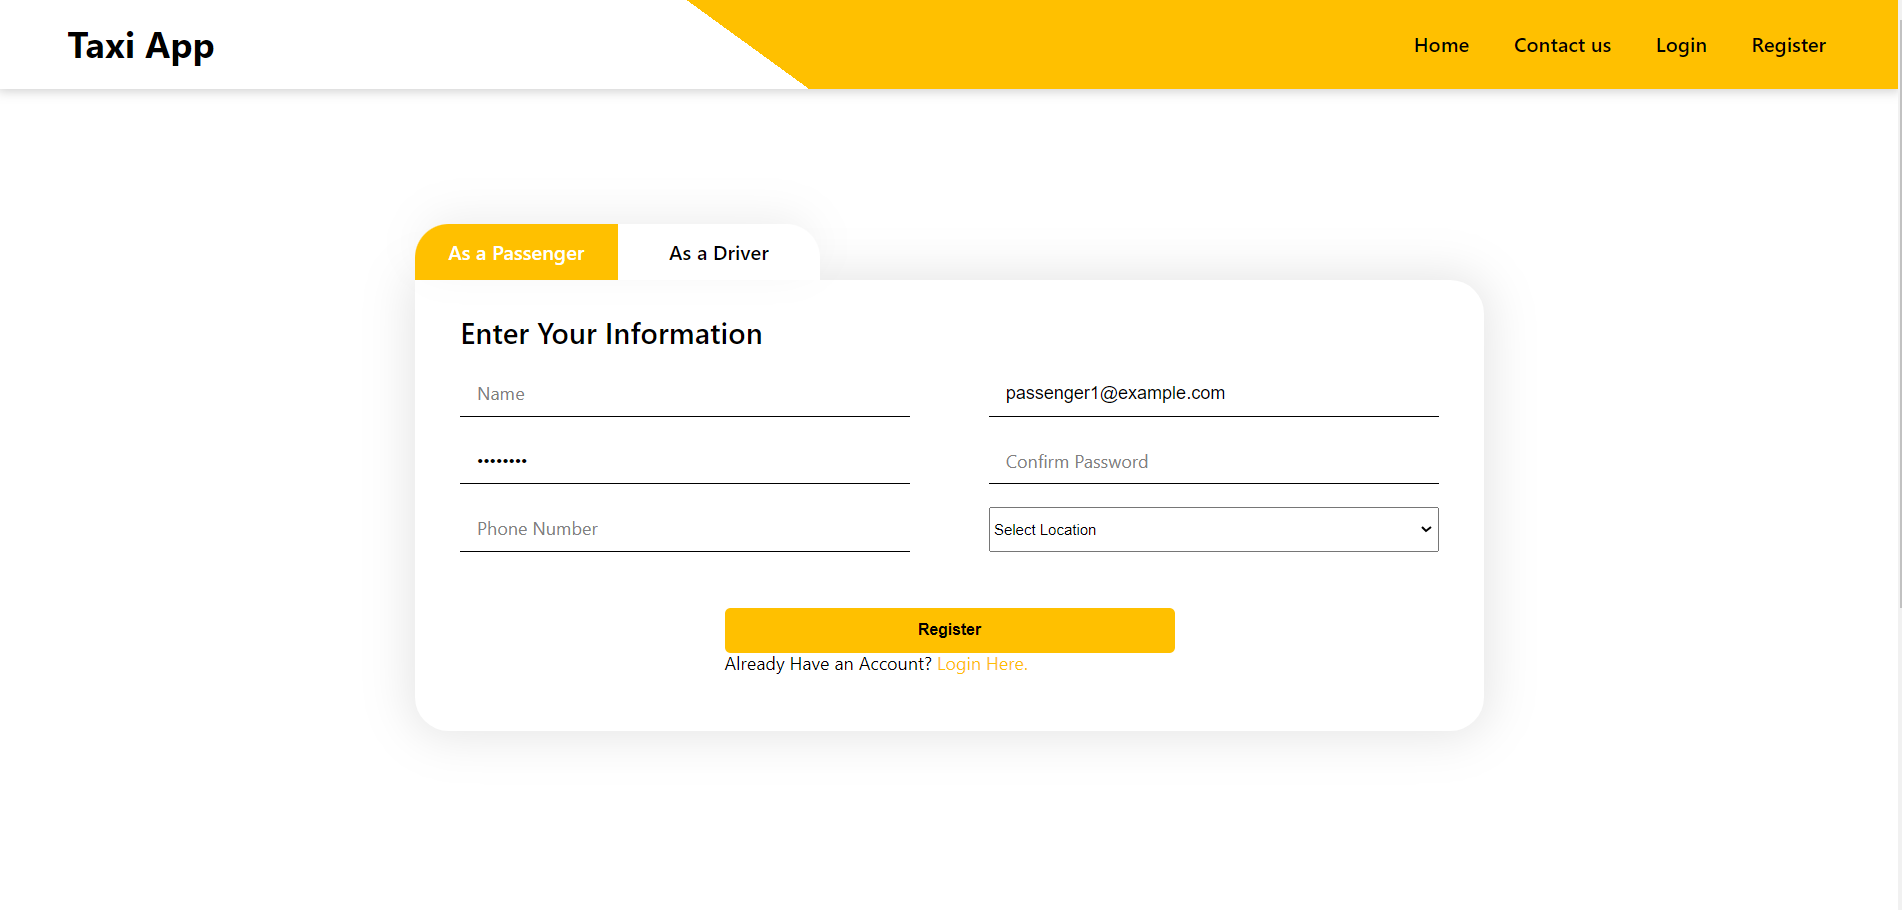 Taxi App
Home Contact us Login Register
As a Passenger As a Driver
Enter Your Information
Name passenger1@example.com
•••••••• Confirm Password
Phone Number Select Location
Register
Already Have an Account? Login Here.